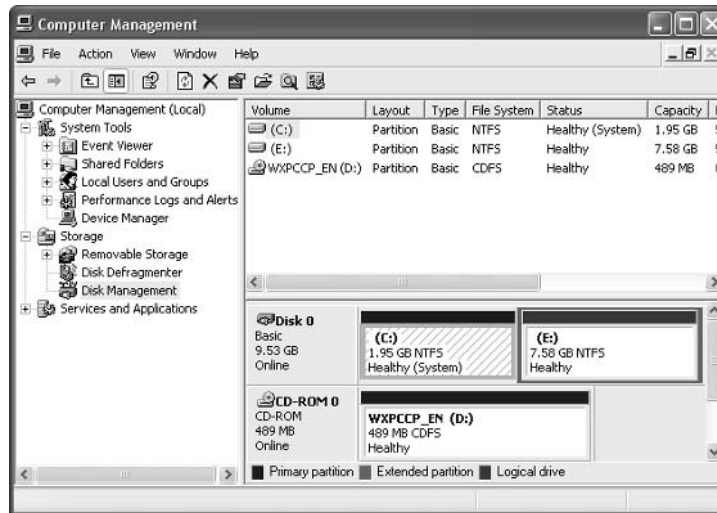 Computer Management
File Action View Window Help
Computer Management (Local)
System Tools
Event Viewer
Shared Folders
Local Users and Groups
Performance Logs and Alerts
Device Manager
Storage
Removable Storage
Disk Defragmenter
Disk Management
Services and Applications
Volume Layout Type File System Status Capacity
(C:) Partition Basic NTFS Healthy (System) 1.95 GB
(E:) Partition Basic NTFS Healthy 7.58 GB
WXPCCP_EN (D:) Partition Basic CDFS Healthy 489 MB
Disk 0
Basic
9.53 GB
Online
(C:)
1.95 GB NTFS
Healthy (System)
(E:)
7.58 GB NTFS
Healthy
CD-ROM 0
CD-ROM
489 MB
Online
WXPCCP_EN (D:)
489 MB CDFS
Healthy
Primary partition Extended partition Logical drive